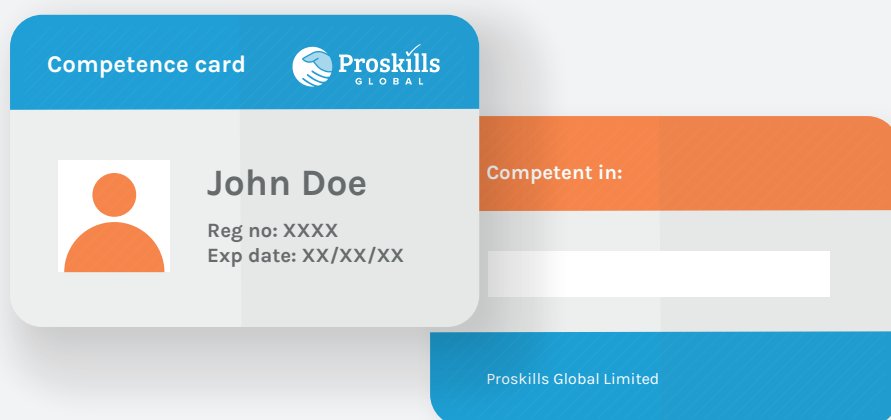 Competence card
Proskills
GLOBAL
John Doe
Reg no: XXXX
Exp date: XX/XX/XX
Competent in:
Proskills Global Limited